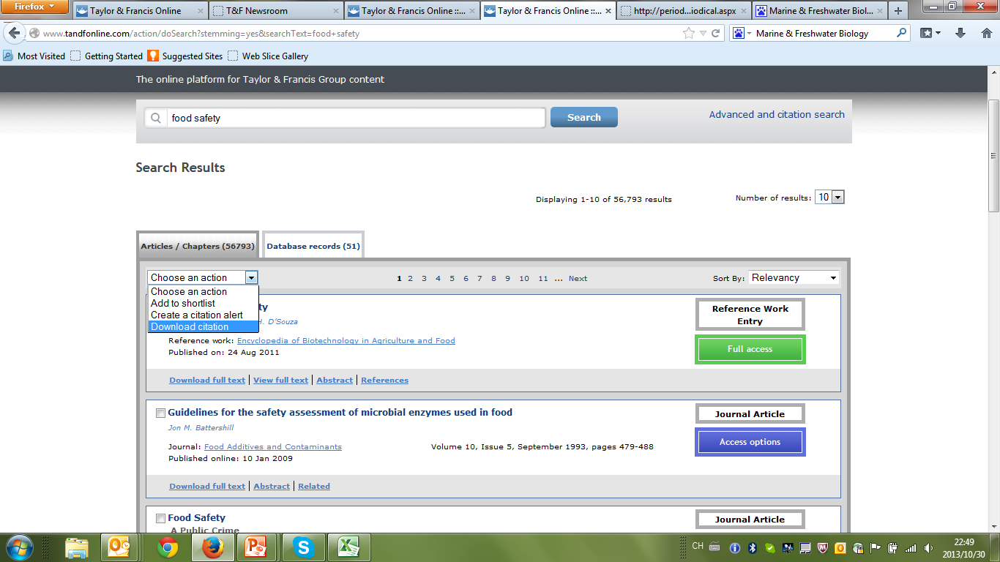 Firefox
Taylor & Francis Online
T&F Newsroom
Taylor & Francis Online ::...
Taylor & Francis Online ::...
http://period...iodical.aspx
Marine & Freshwater Biol...
www.tandfonline.com/action/doSearch?stemming=yes&searchText=food+safety
Marine & Freshwater Biology
Most Visited Getting Started Suggested Sites Web Slice Gallery
The online platform for Taylor & Francis Group content
food safety
Search
Advanced and citation search
Search Results
Displaying 1-10 of 56,793 results
Number of results: 10
Articles / Chapters (56793)
Database records (51)
Choose an action
1 2 3 4 5 6 7 8 9 10 11 ... Next
Sort By: Relevancy
Choose an action
Add to shortlist
Create a citation alert
Download citation
H. D'Souza
Reference work: Encyclopedia of Biotechnology in Agriculture and Food
Published on: 24 Aug 2011
Reference Work
Entry
Full access
Download full text | View full text | Abstract | References
Guidelines for the safety assessment of microbial enzymes used in food
Jon M. Battershill
Journal: Food Additives and Contaminants
Volume 10, Issue 5, September 1993, pages 479-488
Published online: 10 Jan 2009
Journal Article
Access options
Download full text | Abstract | Related
Food Safety
A Public Crime
Journal Article
CH
22:49
2013/10/30